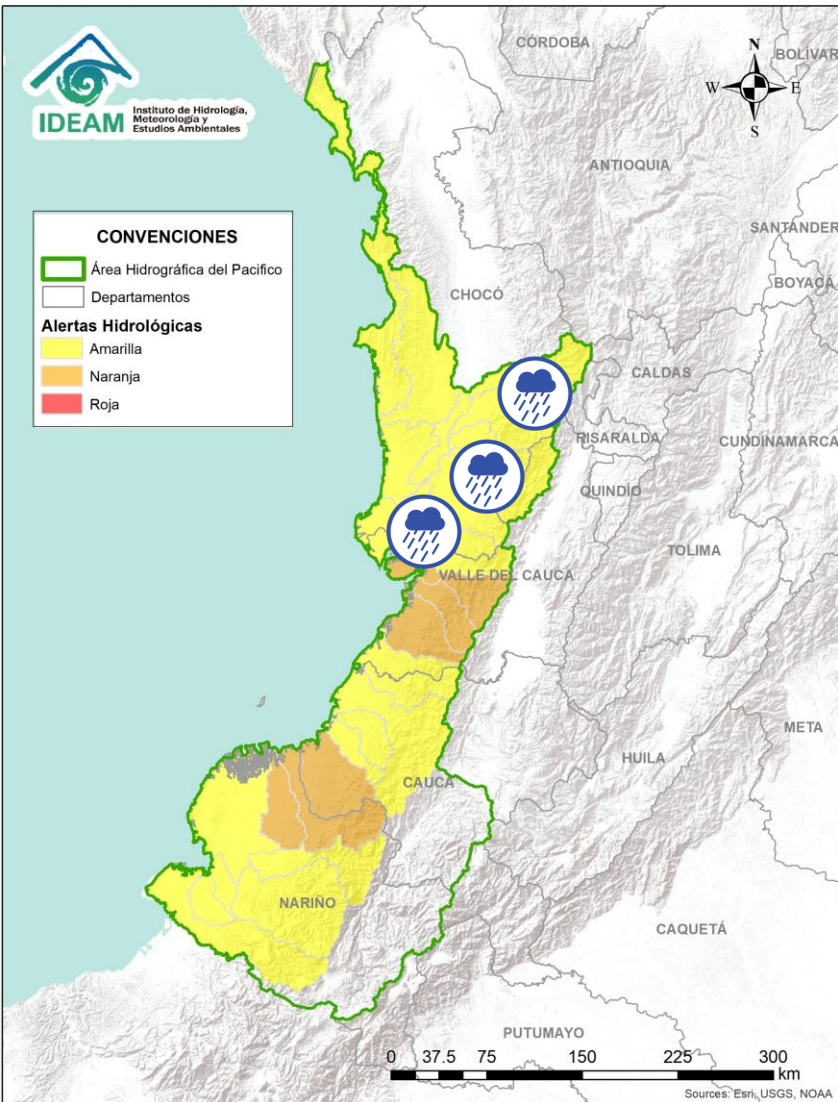 IDEAM
Instituto de Hidrología,
Meteorología y
Estudios Ambientales
CÓRDOBA
BOLÍVAR
N
W
E
S
ANTIOQUIA
SANTANDER
CONVENCIONES
Área Hidrográfica del Pacifico
Departamentos
Alertas Hidrológicas
Amarilla
Naranja
Roja
BOYACÁ
CHOCÓ
CALDAS
RISARALDA
CUNDINAMARCA
QUINDÍO
TOLIMA
VALLE DEL CAUCA
META
HUILA
CAUCA
NARIÑO
CAQUETÁ
PUTUMAYO
0 37.5 75 150 225 300
km
Sources: Esri, USGS, NOAA